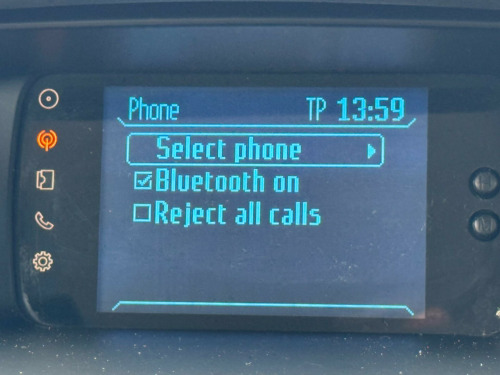 Phone TP 13:59
Select phone
Bluetooth on
Reject all calls